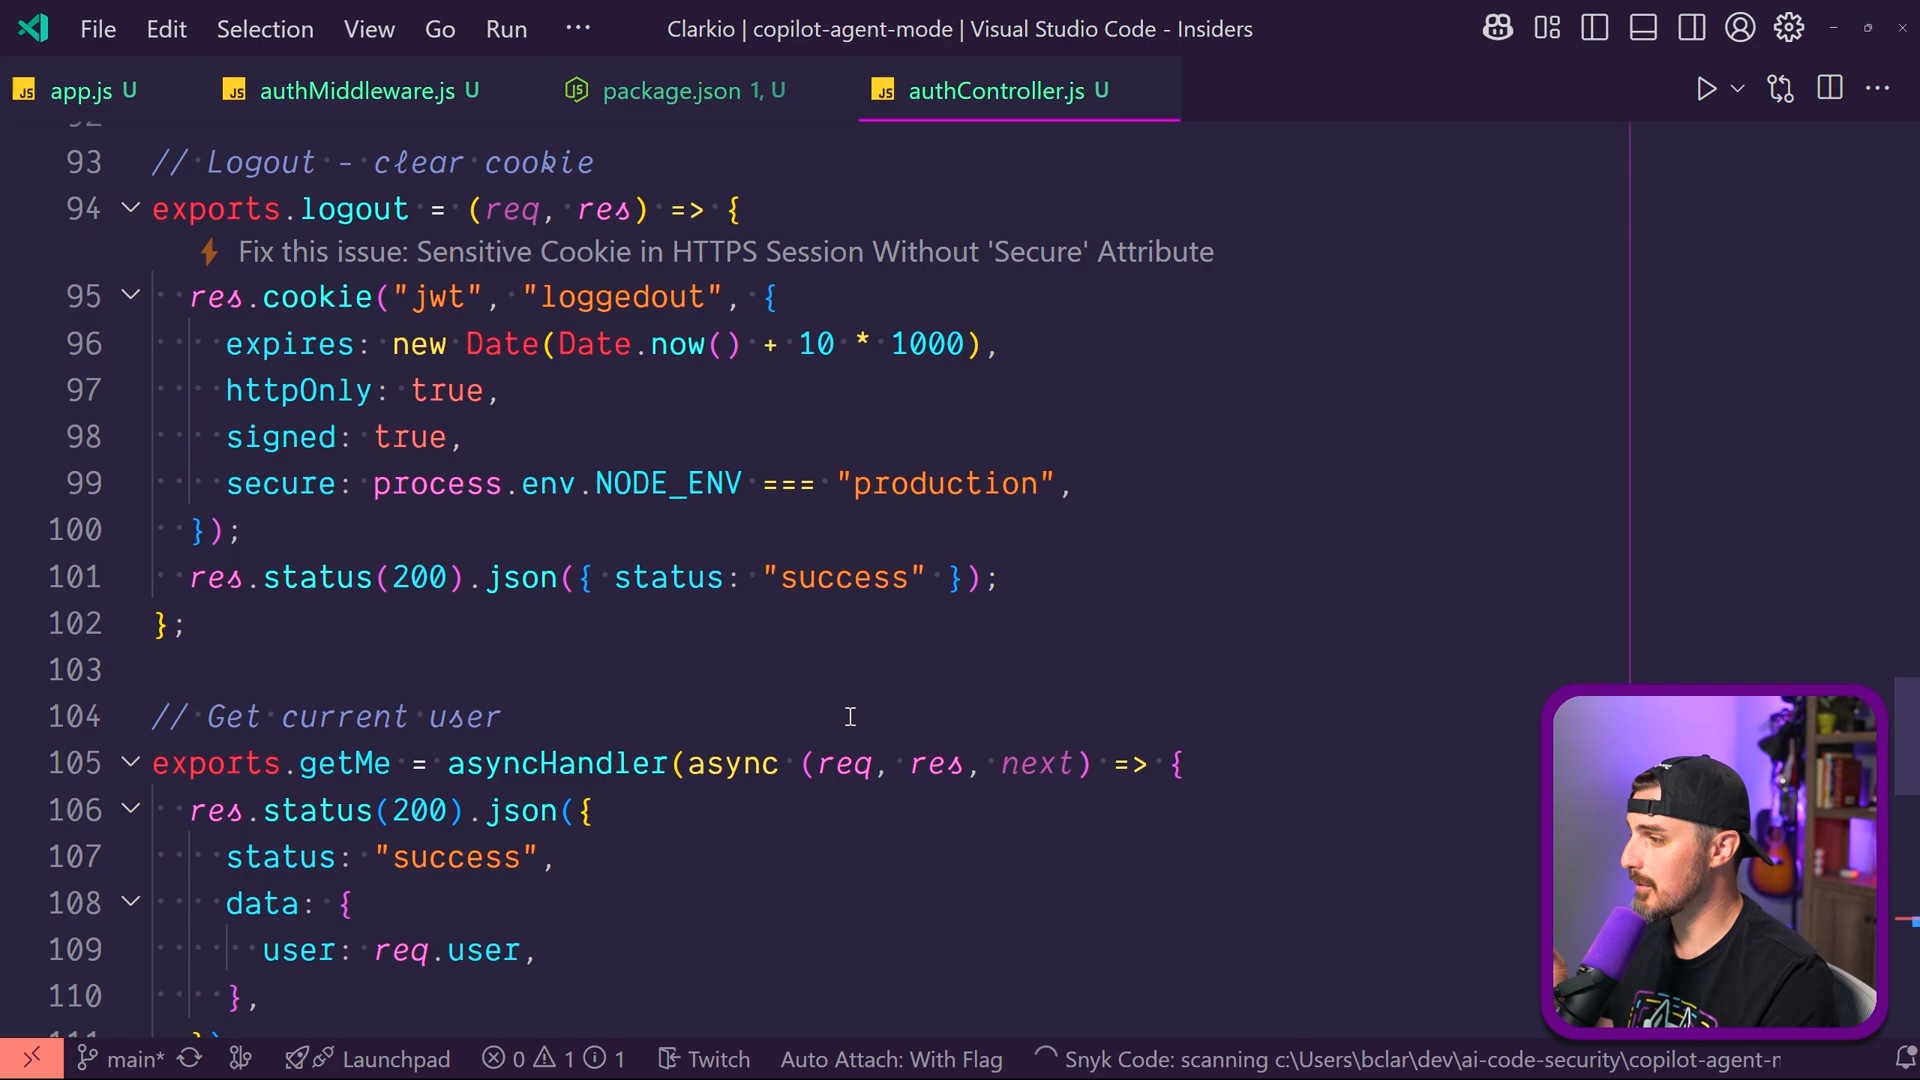 File Edit Selection View Go Run ··· Clarkio | copilot-agent-mode | Visual Studio Code - Insiders
JS app.js U JS authMiddleware.js U JS package.json 1, U JS authController.js U
92
93 // Logout - clear cookie
94 exports.logout = (req, res) => {
Fix this issue: Sensitive Cookie in HTTPS Session Without 'Secure' Attribute
95 res.cookie("jwt", "loggedout", {
96 expires: new Date(Date.now() + 10 * 1000),
97 httpOnly: true,
98 signed: true,
99 secure: process.env.NODE_ENV === "production",
100 });
101 res.status(200).json({ status: "success" });
102 };
103
104 // Get current user
105 exports.getMe = asyncHandler(async (req, res, next) => {
106 res.status(200).json({
107 status: "success",
108 data: {
109 user: req.user,
110 },
111 })
main* Launchpad 0 1 1 Twitch Auto Attach: With Flag Snyk Code: scanning c:\Users\bclar\dev\ai-code-security\copilot-agent-